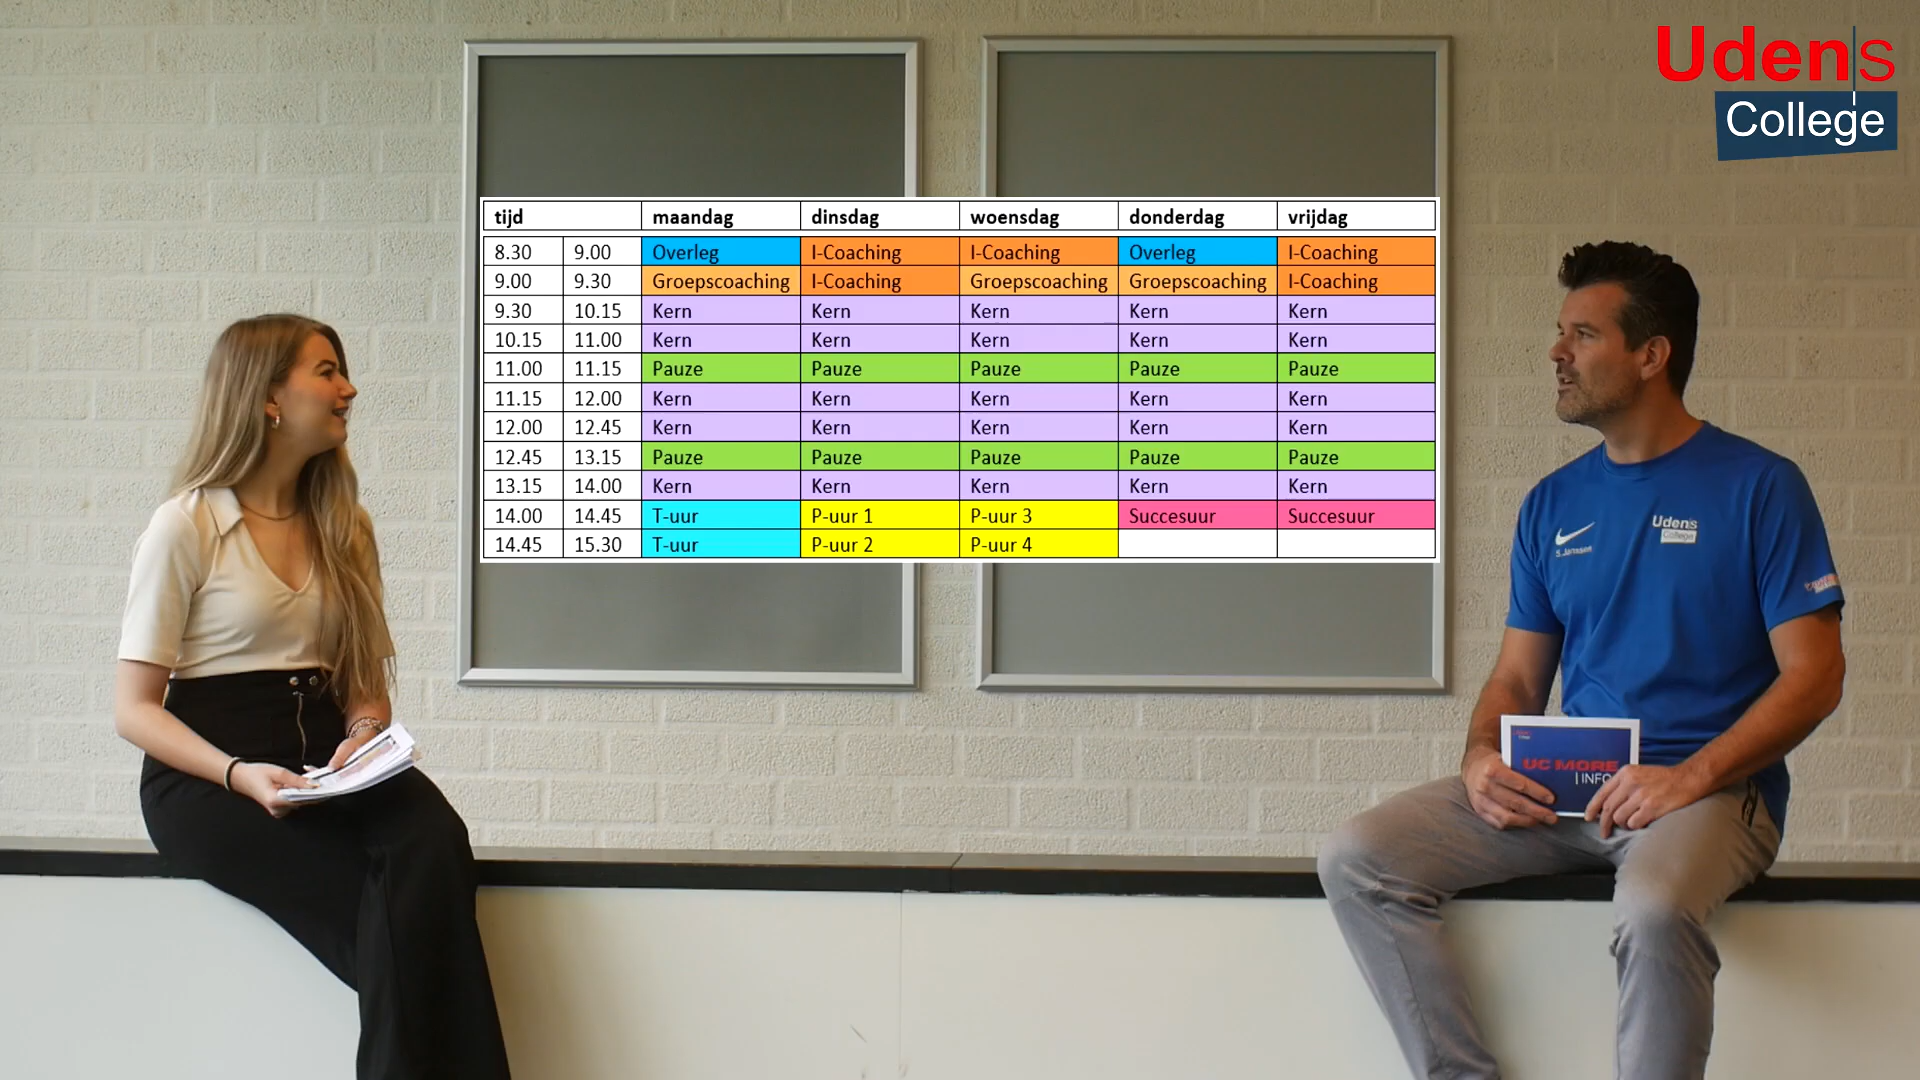 Udens
College
tijd maandag dinsdag woensdag donderdag vrijdag
8.30 9.00 Overleg I-Coaching I-Coaching Overleg I-Coaching
9.00 9.30 Groepscoaching I-Coaching Groepscoaching Groepscoaching I-Coaching
9.30 10.15 Kern Kern Kern Kern Kern
10.15 11.00 Kern Kern Kern Kern Kern
11.00 11.15 Pauze Pauze Pauze Pauze Pauze
11.15 12.00 Kern Kern Kern Kern Kern
12.00 12.45 Kern Kern Kern Kern Kern
12.45 13.15 Pauze Pauze Pauze Pauze Pauze
13.15 14.00 Kern Kern Kern Kern Kern
14.00 14.45 T-uur P-uur 1 P-uur 3 Succesuur Succesuur
14.45 15.30 T-uur P-uur 2 P-uur 4
Udens
College
S.Janssen
UC MORE
INFO